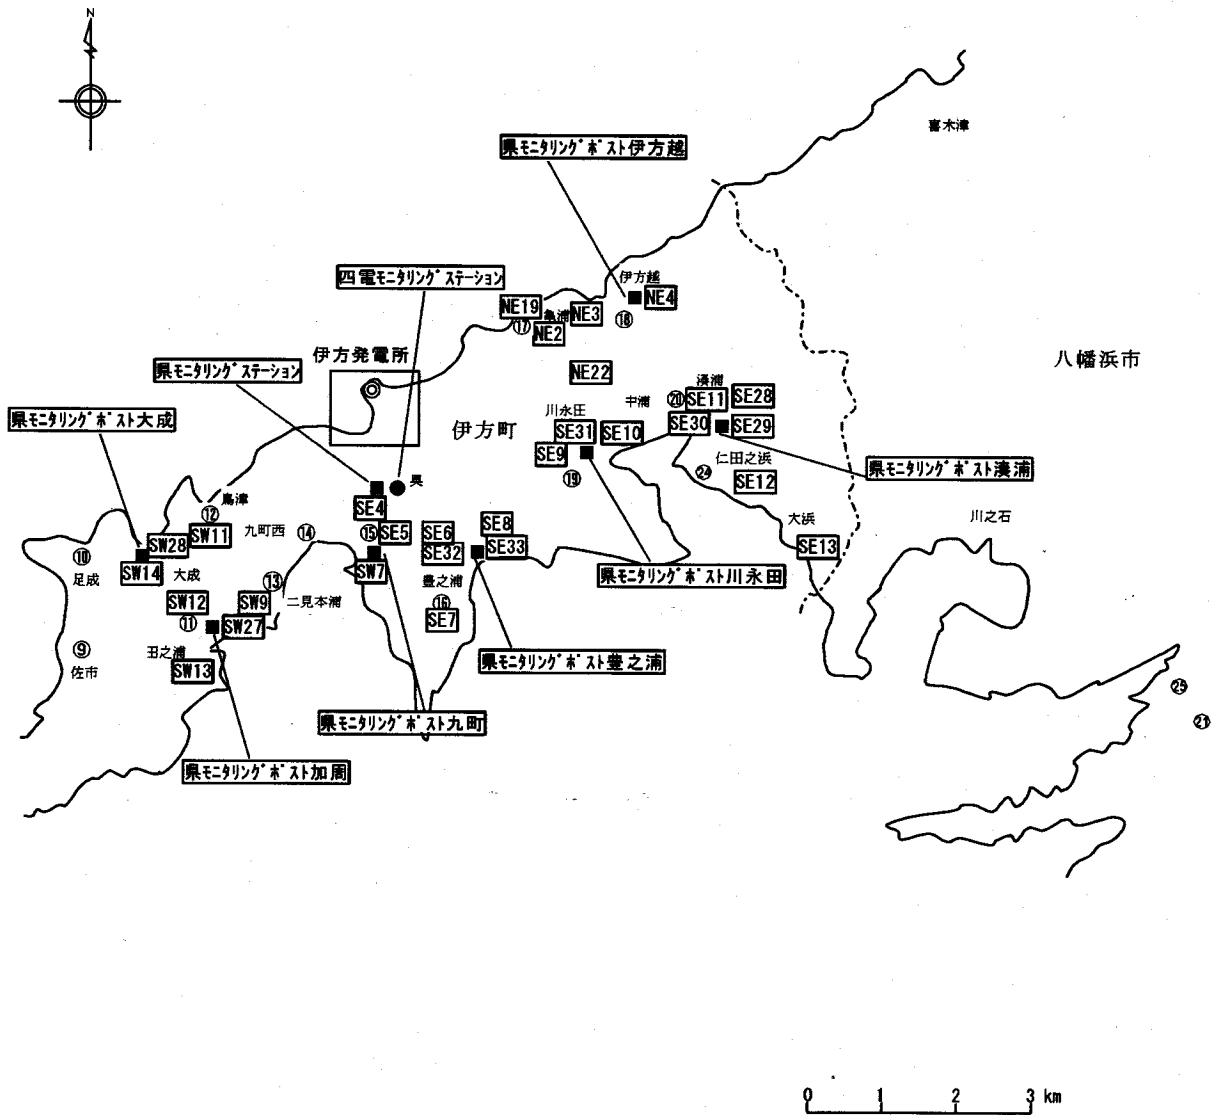 N
喜木津
県モニタリングポスト伊方越
四電モニタリングステーション
伊方越
NE19
NE3
NE4
⑰
亀浦
NE2
⑱
伊方発電所
八幡浜市
県モニタリングステーション
NE22
湊浦
県モニタリングポスト大成
川永田
中浦
⑳
SE11
SE28
伊方町
SE31
SE10
SE30
SE29
SE9
仁田之浜
県モニタリングポスト湊浦
⑲
㉔
SE12
奥
鳥津
SE4
⑫
SW11
九町西
⑭
⑮
SE5
SE6
SE8
大浜
川之石
SW28
SE32
SE33
SE13
⑩
足成
SW14
大成
SW7
県モニタリングポスト川永田
⑬
二見本浦
豊之浦
SW12
SW9
⑯
⑪
SW27
SE7
⑨
佐市
田之浦
SW13
県モニタリングポスト豊之浦
㉕
㉑
県モニタリングポスト九町
県モニタリングポスト加周
0 1 2 3 km